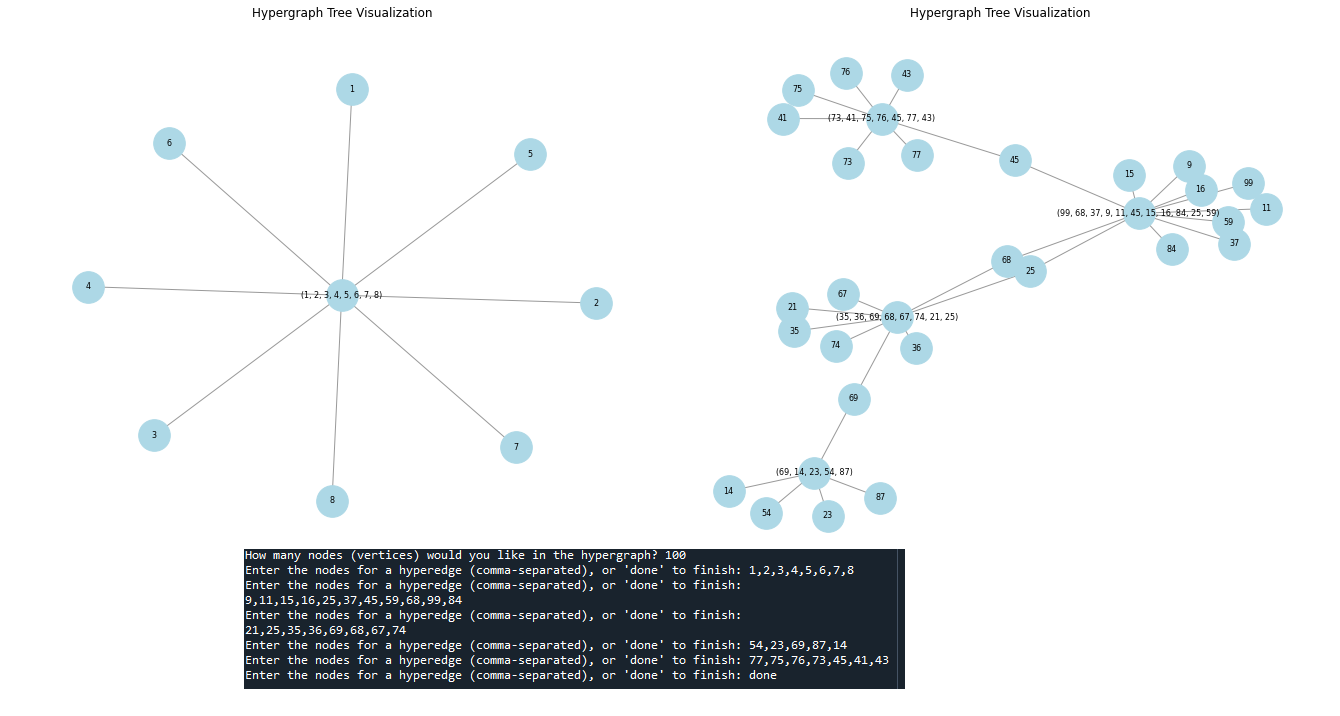 Hypergraph Tree Visualization
1
6
5
4
(1, 2, 3, 4, 5, 6, 7, 8)
2
3
7
8
Hypergraph Tree Visualization
76
43
75
41
(73, 41, 75, 76, 45, 77, 43)
73
77
45
15
9
16
99
(99, 68, 37, 9, 11, 45, 15, 16, 84, 25, 59)
11
59
37
84
68
25
67
21
(35, 36, 69, 68, 67, 74, 21, 25)
35
74
36
69
(69, 14, 23, 54, 87)
14
54
23
87
How many nodes (vertices) would you like in the hypergraph? 100
Enter the nodes for a hyperedge (comma-separated), or 'done' to finish: 1,2,3,4,5,6,7,8
Enter the nodes for a hyperedge (comma-separated), or 'done' to finish:
9,11,15,16,25,37,45,59,68,99,84
Enter the nodes for a hyperedge (comma-separated), or 'done' to finish:
21,25,35,36,69,68,67,74
Enter the nodes for a hyperedge (comma-separated), or 'done' to finish: 54,23,69,87,14
Enter the nodes for a hyperedge (comma-separated), or 'done' to finish: 77,75,76,73,45,41,43
Enter the nodes for a hyperedge (comma-separated), or 'done' to finish: done